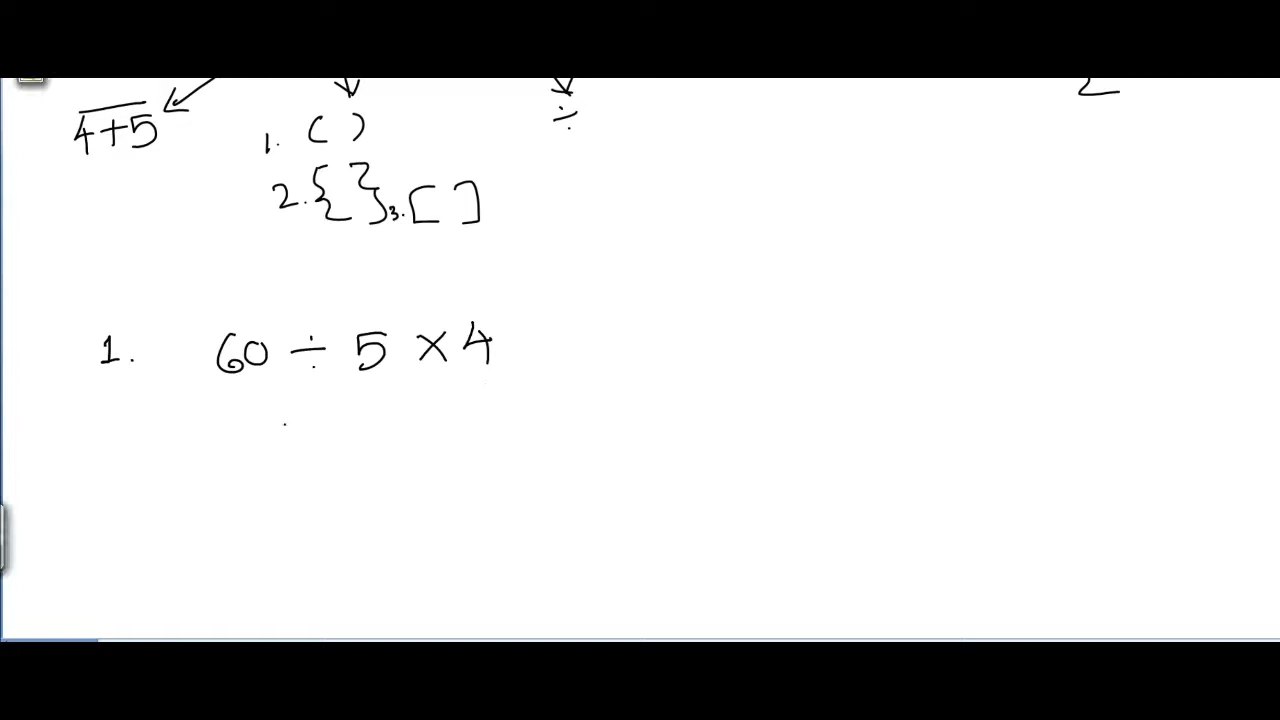 4+5
÷
1. ( )
2. { } 3. [ ]
1. 60 ÷ 5 × 4